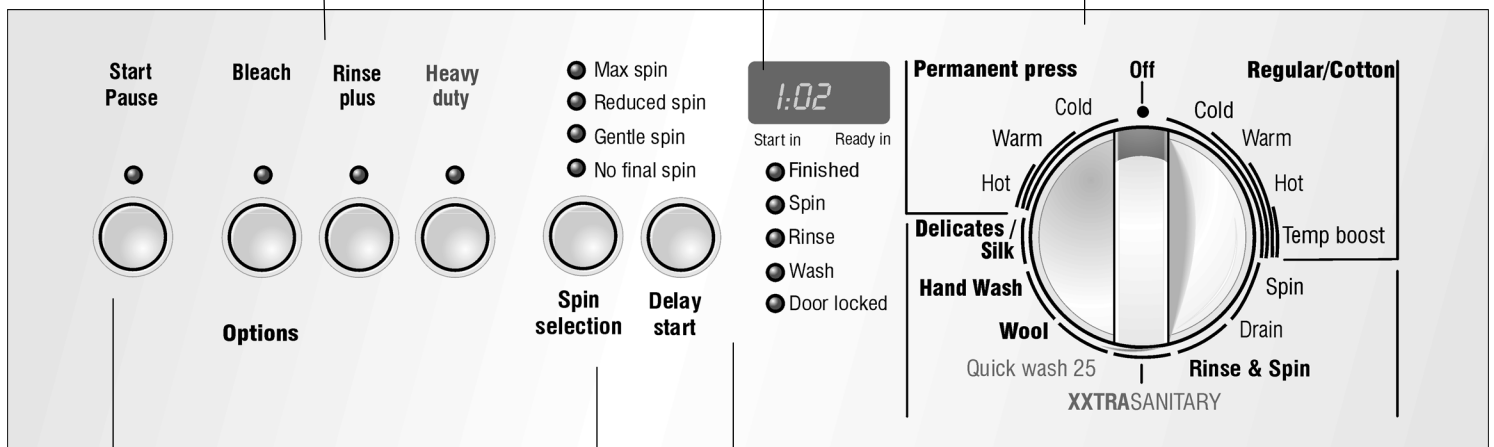 Start
Pause
Bleach
Rinse
plus
Heavy
duty
Options
Max spin
Reduced spin
Gentle spin
No final spin
Spin
selection
Delay
start
1:02
Start in
Ready in
Finished
Spin
Rinse
Wash
Door locked
Permanent press
Off
Regular/Cotton
Cold
Cold
Warm
Warm
Hot
Hot
Delicates /
Silk
Temp boost
Hand Wash
Spin
Wool
Drain
Quick wash 25
Rinse & Spin
XXTRASANITARY